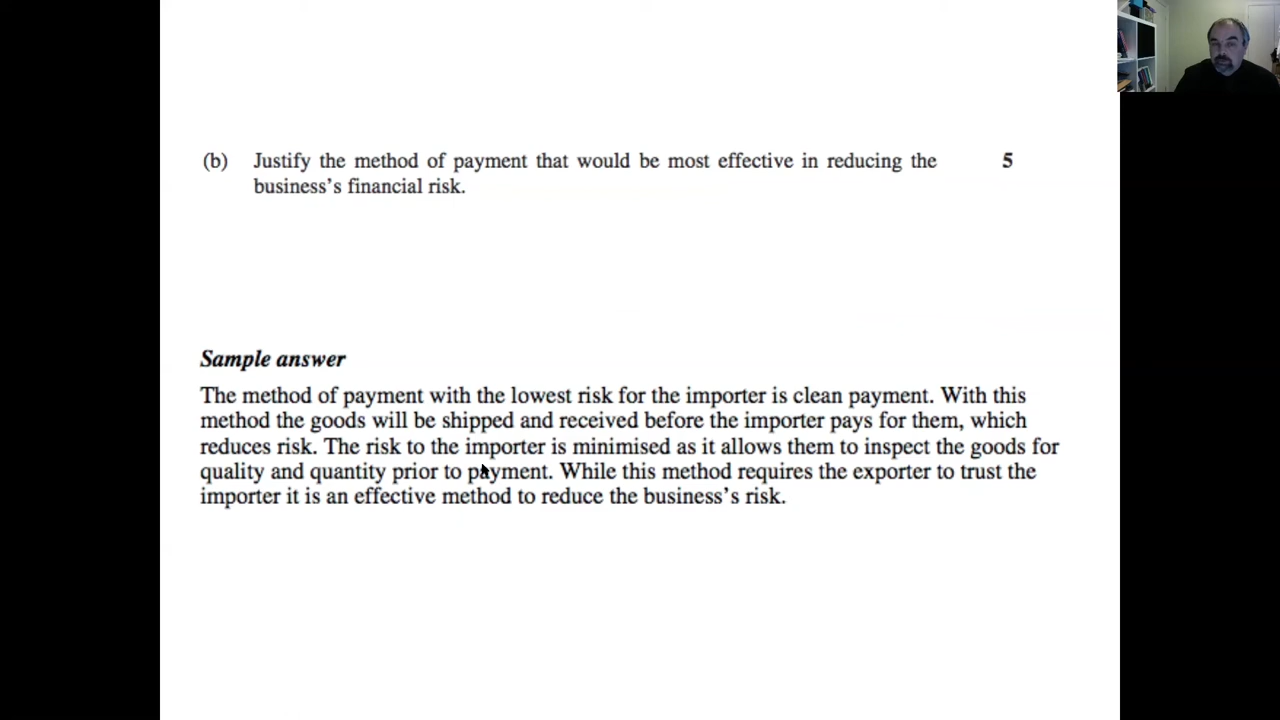 (b) Justify the method of payment that would be most effective in reducing the 5
business's financial risk.
Sample answer
The method of payment with the lowest risk for the importer is clean payment. With this
method the goods will be shipped and received before the importer pays for them, which
reduces risk. The risk to the importer is minimised as it allows them to inspect the goods for
quality and quantity prior to payment. While this method requires the exporter to trust the
importer it is an effective method to reduce the business's risk.